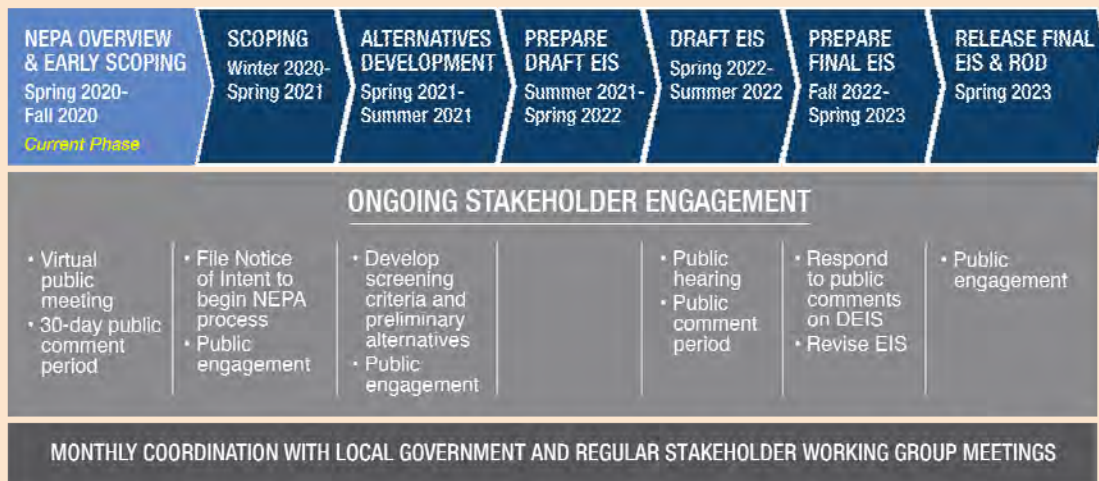 NEPA OVERVIEW
& EARLY SCOPING
Spring 2020-
Fall 2020
Current Phase
SCOPING
Winter 2020-
Spring 2021
ALTERNATIVES
DEVELOPMENT
Spring 2021-
Summer 2021
PREPARE
DRAFT EIS
Summer 2021-
Spring 2022
DRAFT EIS
Spring 2022-
Summer 2022
PREPARE
FINAL EIS
Fall 2022-
Spring 2023
RELEASE FINAL
EIS & ROD
Spring 2023
ONGOING STAKEHOLDER ENGAGEMENT
• Virtual
public
meeting
• 30-day public
comment
period
• File Notice
of Intent to
begin NEPA
process
• Public
engagement
• Develop
screening
criteria and
preliminary
alternatives
• Public
engagement
• Public
hearing
• Public
comment
period
• Respond
to public
comments
on DEIS
• Revise EIS
• Public
engagement
MONTHLY COORDINATION WITH LOCAL GOVERNMENT AND REGULAR STAKEHOLDER WORKING GROUP MEETINGS